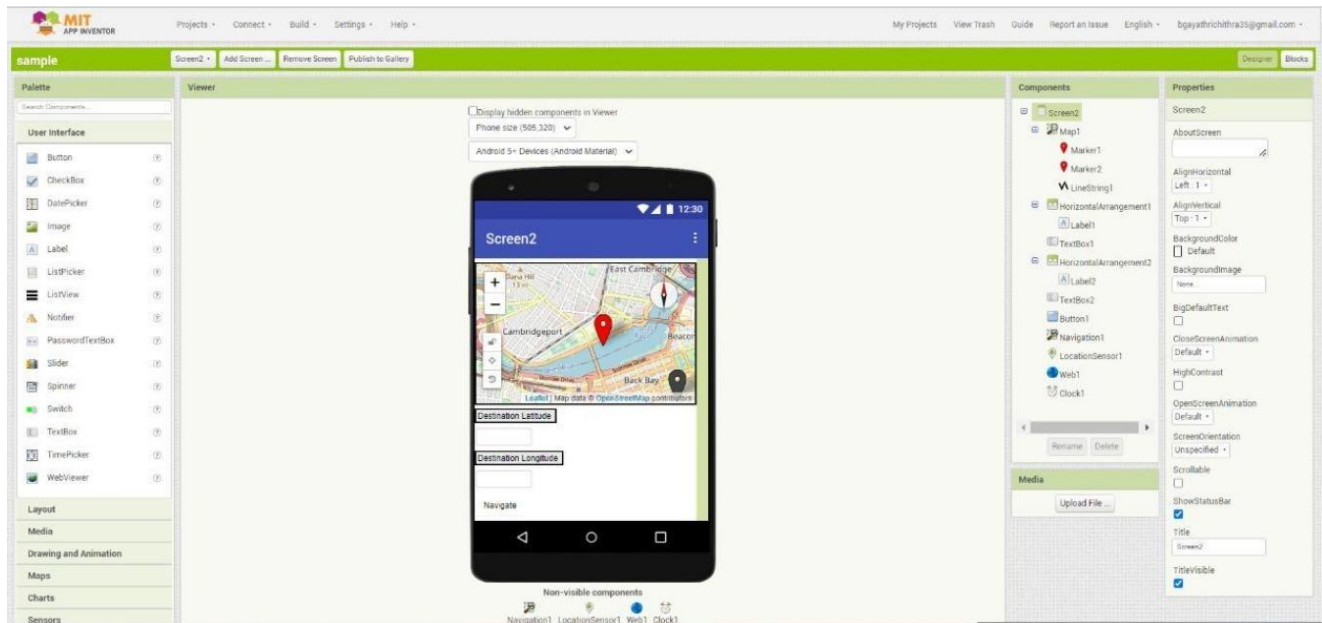 MIT
APP INVENTOR
Projects
Connect
Build
Settings
Help
My Projects
View Trash
Guide
Report an Issue
English
bgayathrichithra35@gmail.com
sample
Screen2
Add Screen ...
Remove Screen
Publish to Gallery
Designer
Blocks
Palette
Search Components...
User Interface
Button
CheckBox
DatePicker
Image
Label
ListPicker
ListView
Notifier
PasswordTextBox
Slider
Spinner
Switch
TextBox
TimePicker
WebViewer
Layout
Media
Drawing and Animation
Maps
Charts
Sensors
Viewer
Display hidden components in Viewer
Phone size (505,320)
Android 5+ Devices (Android Material)
12:30
Screen2
+
−
Dana Hill
13 m
East Cambridge
Cambridgeport
Beacon
Back Bay
Leaflet | Map data © OpenStreetMap contributors
Destination Latitude
Destination Longitude
Navigate
Non-visible components
Navigation1 LocationSensor1 Web1 Clock1
Components
Screen2
Map1
Marker1
Marker2
LineString1
HorizontalArrangement1
Label1
TextBox1
HorizontalArrangement2
Label2
TextBox2
Button1
Navigation1
LocationSensor1
Web1
Clock1
Rename
Delete
Media
Upload File ...
Properties
Screen2
AboutScreen
AlignHorizontal
Left : 1
AlignVertical
Top : 1
BackgroundColor
Default
BackgroundImage
None...
BigDefaultText
CloseScreenAnimation
Default
HighContrast
OpenScreenAnimation
Default
ScreenOrientation
Unspecified
Scrollable
ShowStatusBar
Title
Screen2
TitleVisible